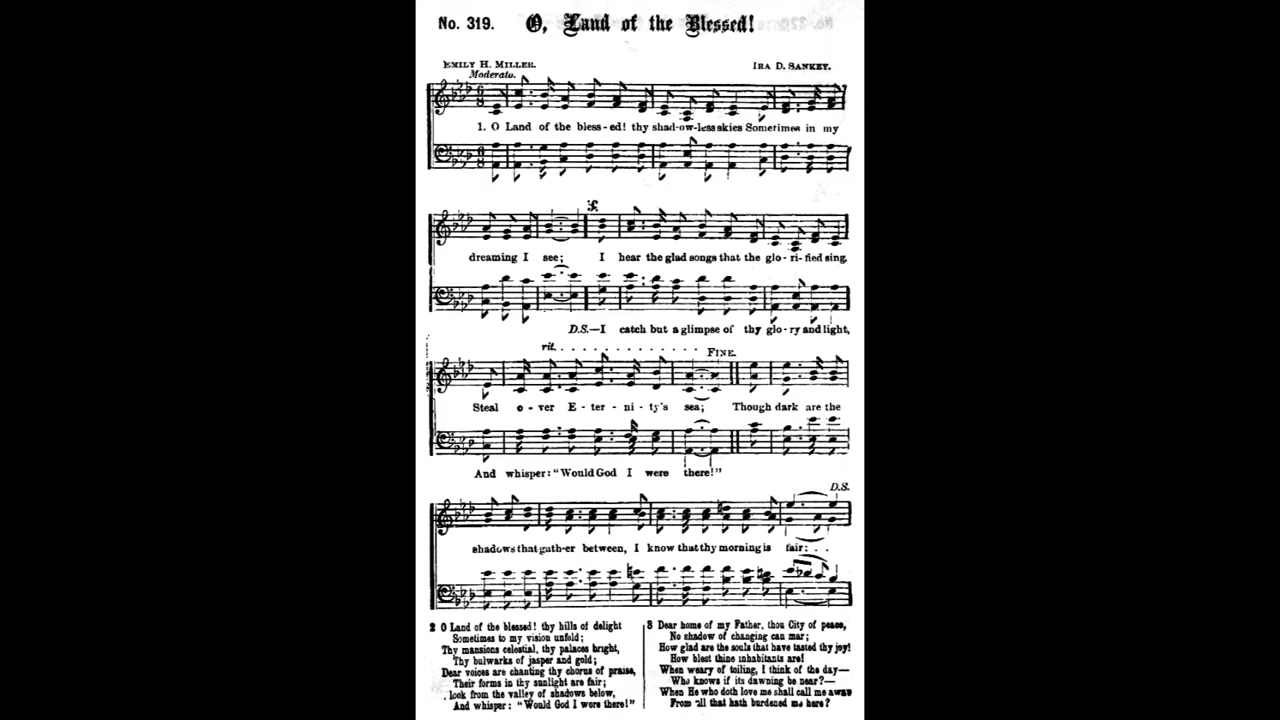 No. 319. O, Land of the Blessed!
EMILY H. MILLER. IRA D. SANKEY.
Moderato.
1. O Land of the bless-ed! thy shad-ow-less skies Sometimes in my
dreaming I see; I hear the glad songs that the glo-ri-fied sing,
D.S.—I catch but a glimpse of thy glo-ry and light,
rit. FINE.
Steal o-ver E-ter-ni-ty's sea; Though dark are the
And whisper: "Would God I were there!"
D.S.
shadows that gath-er between, I know that thy morning is fair: . .
2 O Land of the blessed! thy hills of delight
Sometimes to my vision unfold;
Thy mansions celestial, thy palaces bright,
Thy bulwarks of jasper and gold;
Dear voices are chanting thy chorus of praise,
Their forms in thy sunlight are fair;
look from the valley of shadows below,
And whisper: "Would God I were there!"
3 Dear home of my Father, thou City of peace,
No shadow of changing can mar;
How glad are the souls that have tasted thy joy!
How blest thine inhabitants are!
When weary of toiling, I think of the day—
Who knows if its dawning be near?—
When He who doth love me shall call me away
From all that hath burdened me here?